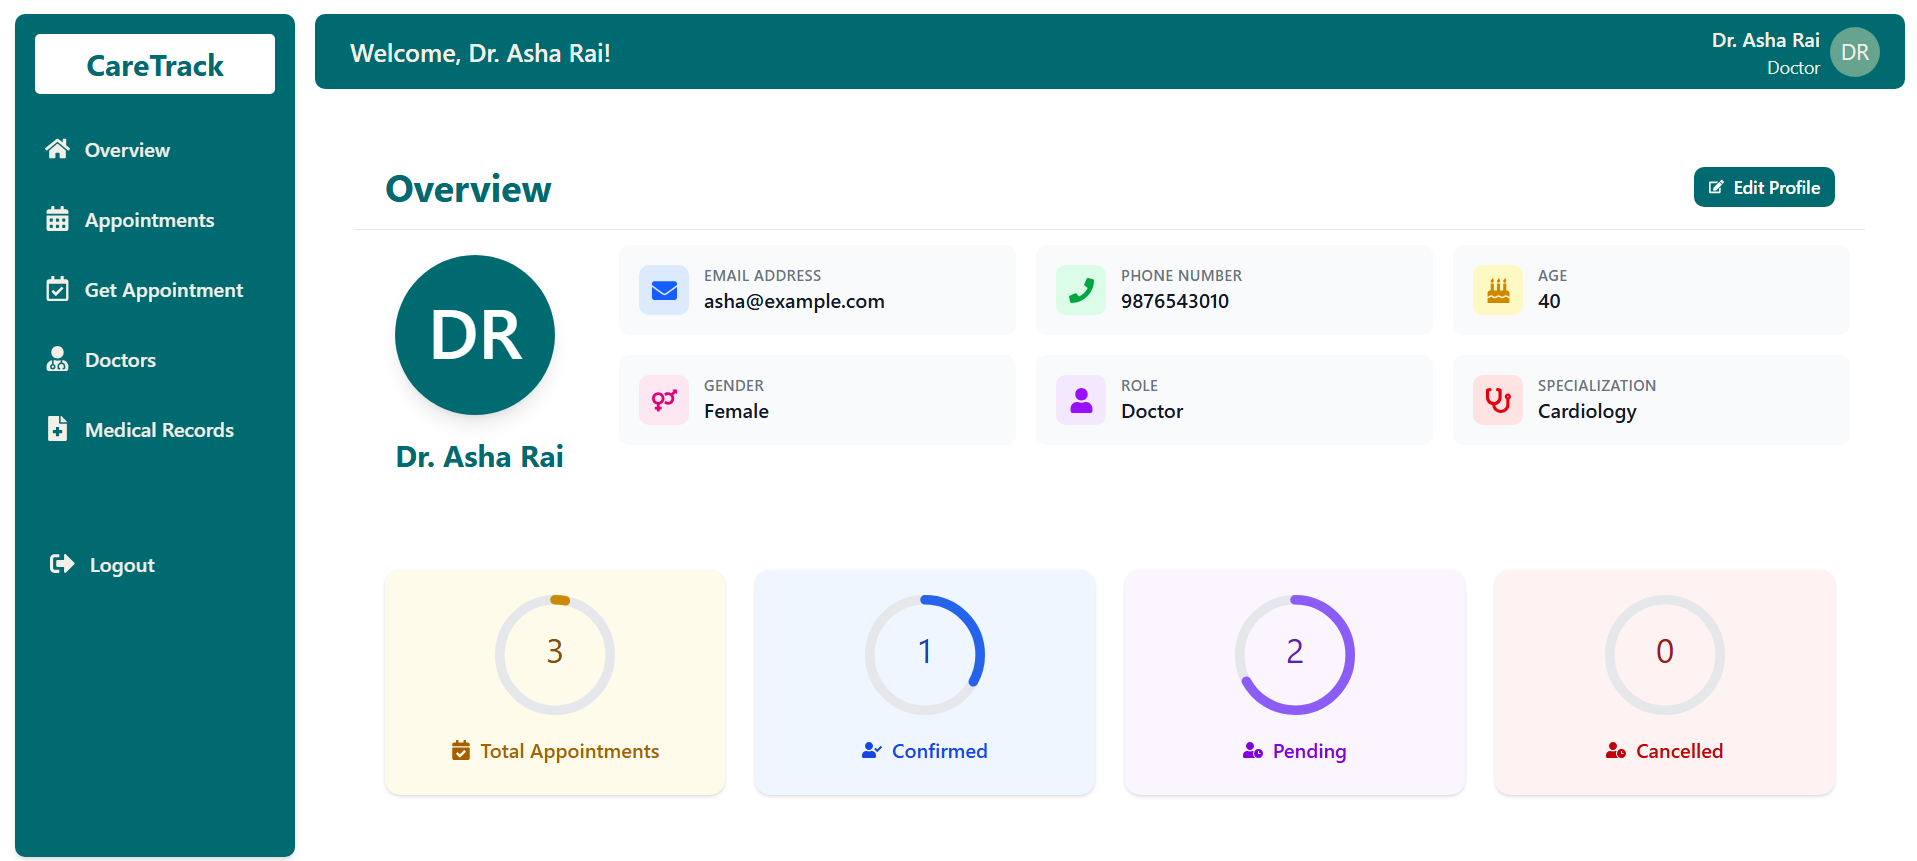 CareTrack
Overview
Appointments
Get Appointment
Doctors
Medical Records
Logout
Welcome, Dr. Asha Rai!
Dr. Asha Rai
Doctor
DR
Overview
Edit Profile
DR
Dr. Asha Rai
EMAIL ADDRESS
asha@example.com
PHONE NUMBER
9876543010
AGE
40
GENDER
Female
ROLE
Doctor
SPECIALIZATION
Cardiology
3
Total Appointments
1
Confirmed
2
Pending
0
Cancelled